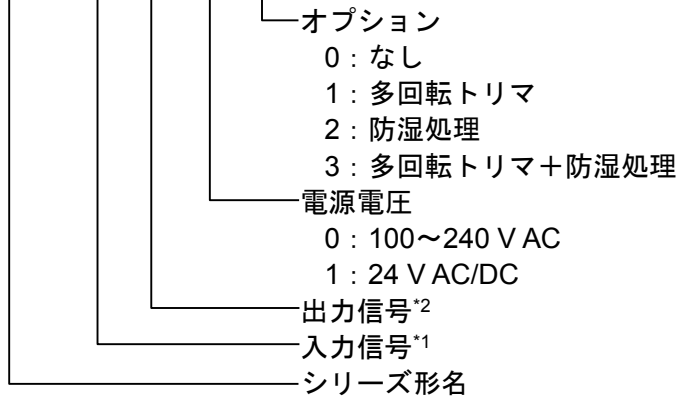 オプション
0：なし
1：多回転トリマ
2：防湿処理
3：多回転トリマ＋防湿処理
電源電圧
0：100～240 V AC
1：24 V AC/DC
出力信号*2
入力信号*1
シリーズ形名